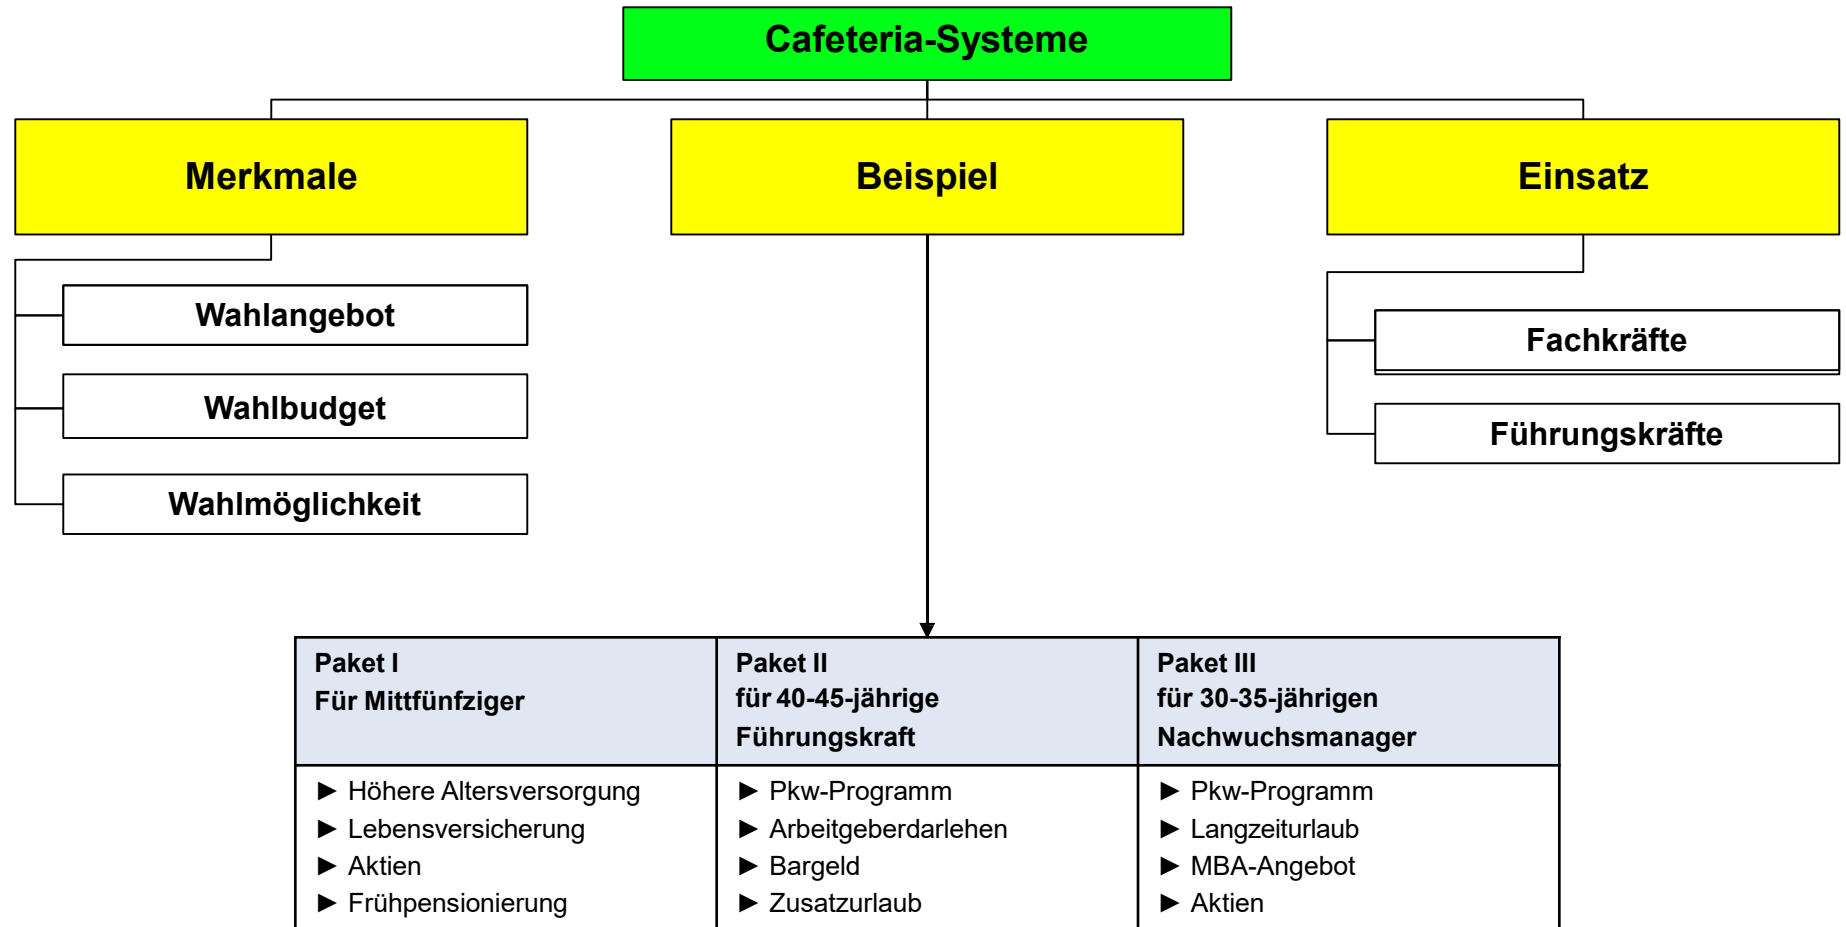 Cafeteria-Systeme
Merkmale
Beispiel
Einsatz
Wahlangebot
Wahlbudget
Wahlmöglichkeit
Fachkräfte
Führungskräfte
Paket I
Für Mittfünfziger
Paket II
für 40-45-jährige
Führungskraft
Paket III
für 30-35-jährigen
Nachwuchsmanager
► Höhere Altersversorgung
► Lebensversicherung
► Aktien
► Frühpensionierung
► Pkw-Programm
► Arbeitgeberdarlehen
► Bargeld
► Zusatzurlaub
► Pkw-Programm
► Langzeiturlaub
► MBA-Angebot
► Aktien